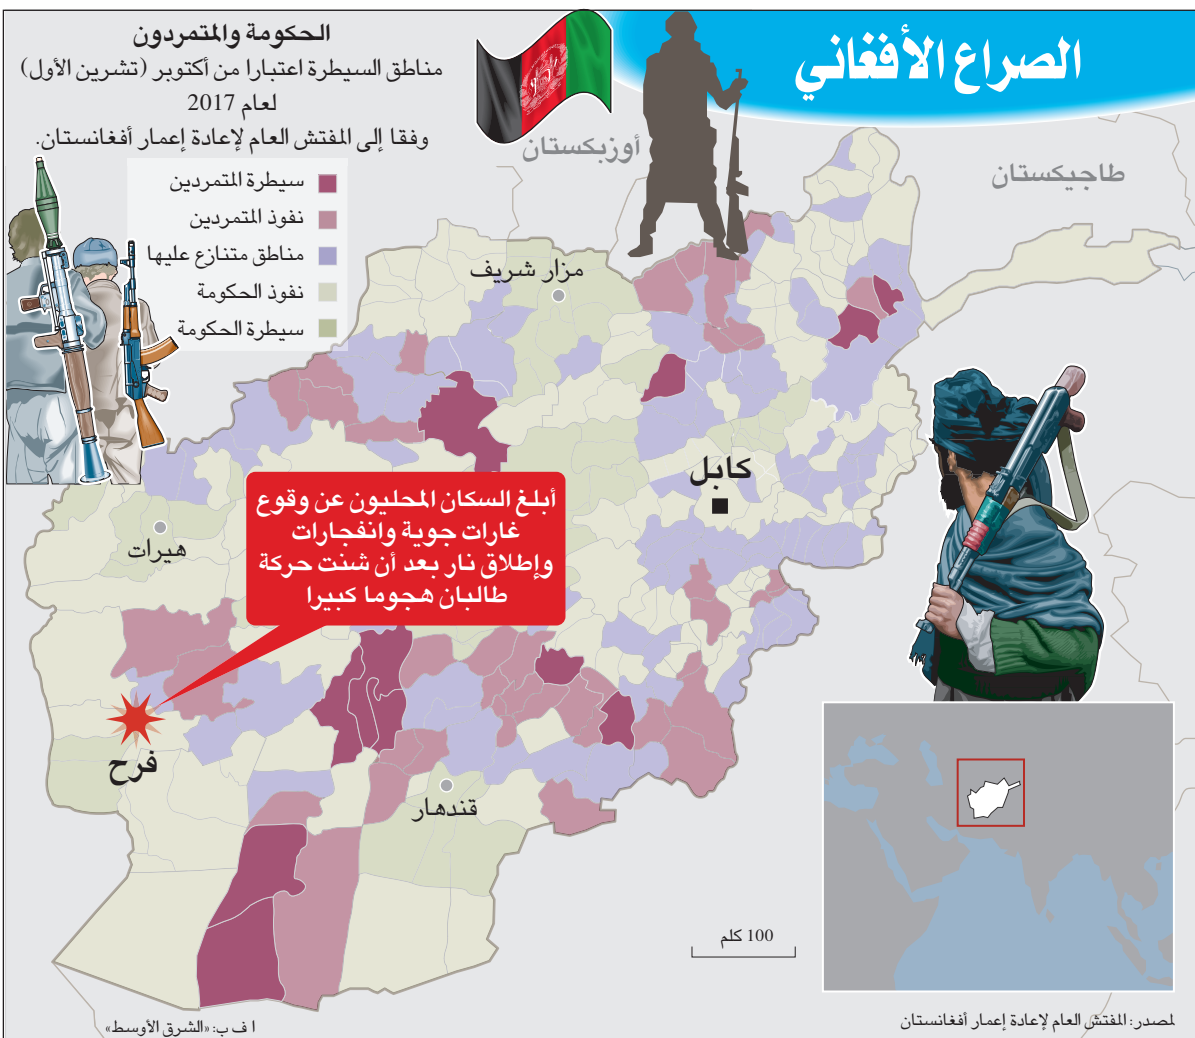 الصراع الأفغاني
الحكومة والمتمردون
مناطق السيطرة اعتبارا من أكتوبر (تشرين الأول)
لعام 2017
وفقا إلى المفتش العام لإعادة إعمار أفغانستان.
سيطرة المتمردين
نفوذ المتمردين
مناطق متنازع عليها
نفوذ الحكومة
سيطرة الحكومة
أوزبكستان
طاجيكستان
مزار شريف
كابل
هيرات
أبلغ السكان المحليون عن وقوع
غارات جوية وانفجارات
وإطلاق نار بعد أن شنت حركة
طالبان هجوما كبيرا
فرح
قندهار
100 كلم
لمصدر: المفتش العام لإعادة إعمار أفغانستان
ا ف ب: «الشرق الأوسط»